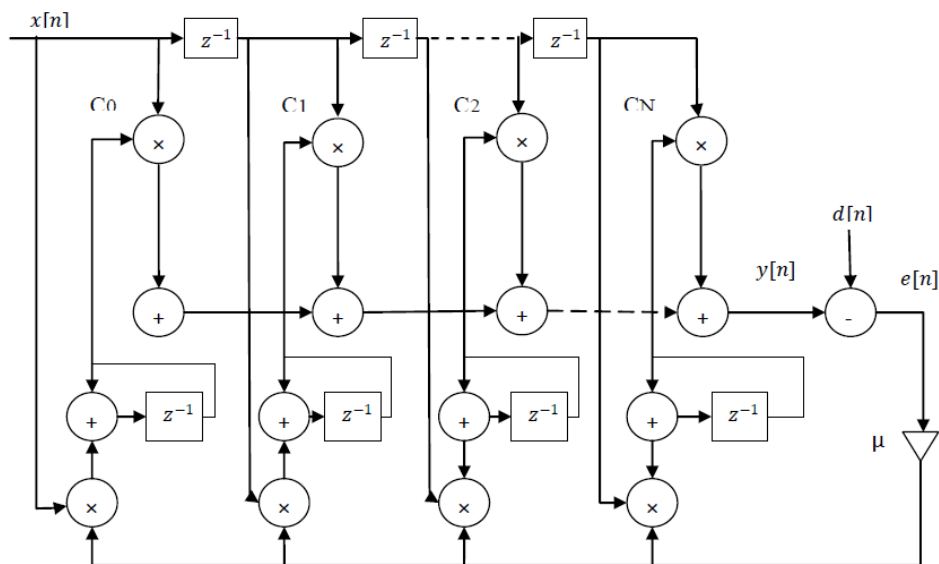 x[n]
z⁻¹ z⁻¹ z⁻¹
C0 C1 C2 CN
× × × ×
d[n]
y[n] e[n]
+ + + + -
+ z⁻¹ + z⁻¹ + z⁻¹ + z⁻¹
μ
× × × ×